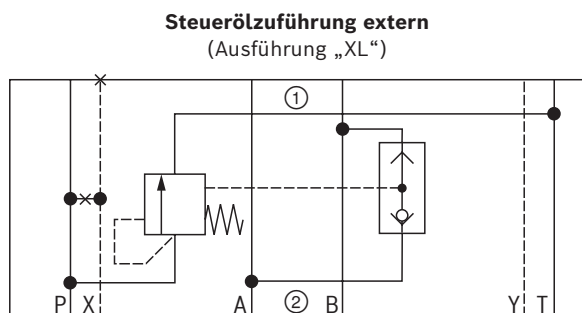 Steuerölzuführung extern
(Ausführung „XL“)
①
P X A ② B Y T